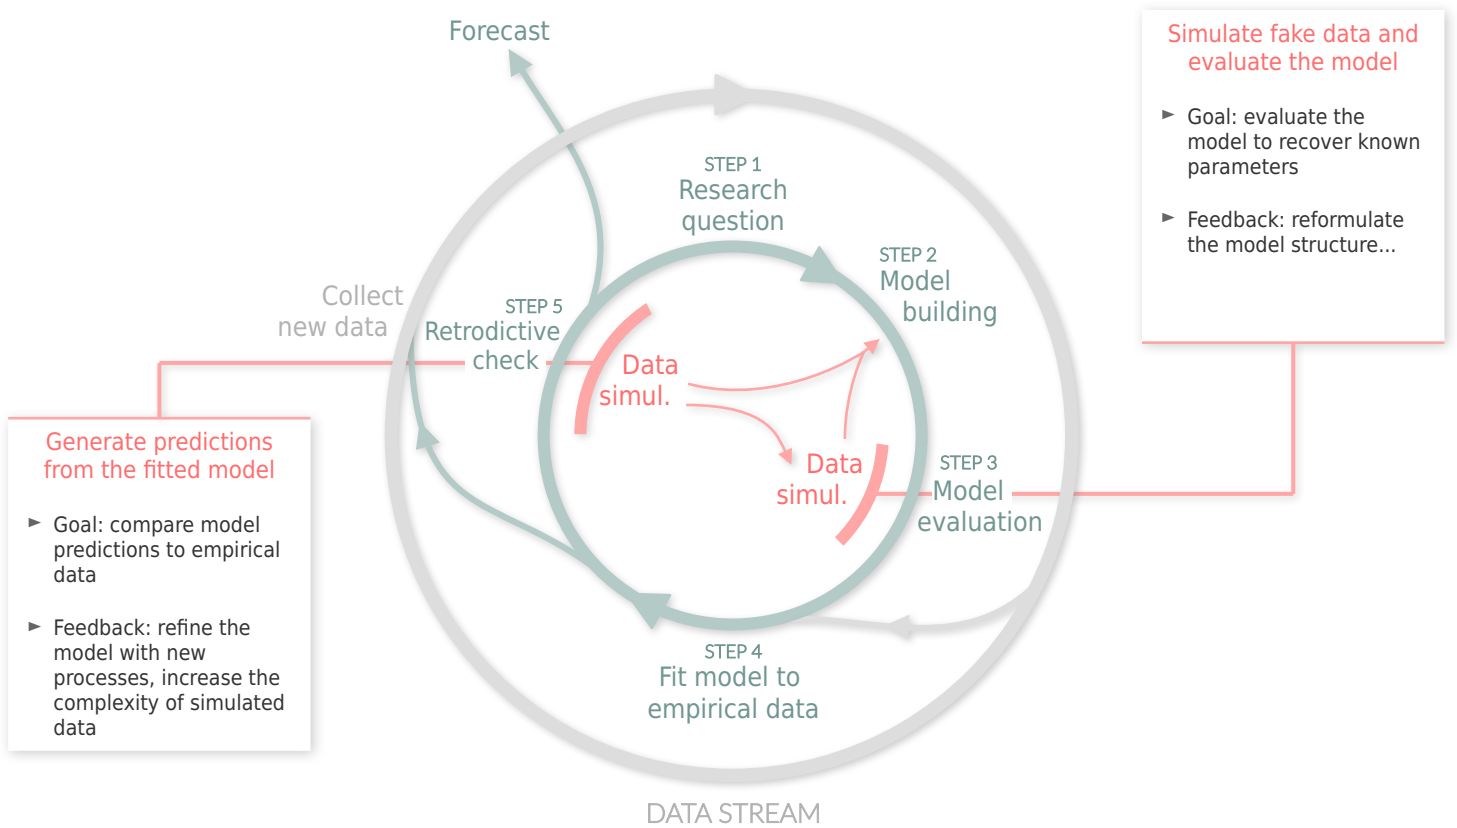 Forecast
Simulate fake data and
evaluate the model
► Goal: evaluate the
model to recover known
parameters
► Feedback: reformulate
the model structure...
STEP 1
Research
question
STEP 2
Model
building
Collect
new data
STEP 5
Retrodictive
check
Data
simul.
Data
simul.
STEP 3
Model
evaluation
Generate predictions
from the fitted model
► Goal: compare model
predictions to empirical
data
► Feedback: refine the
model with new
processes, increase the
complexity of simulated
data
STEP 4
Fit model to
empirical data
DATA STREAM